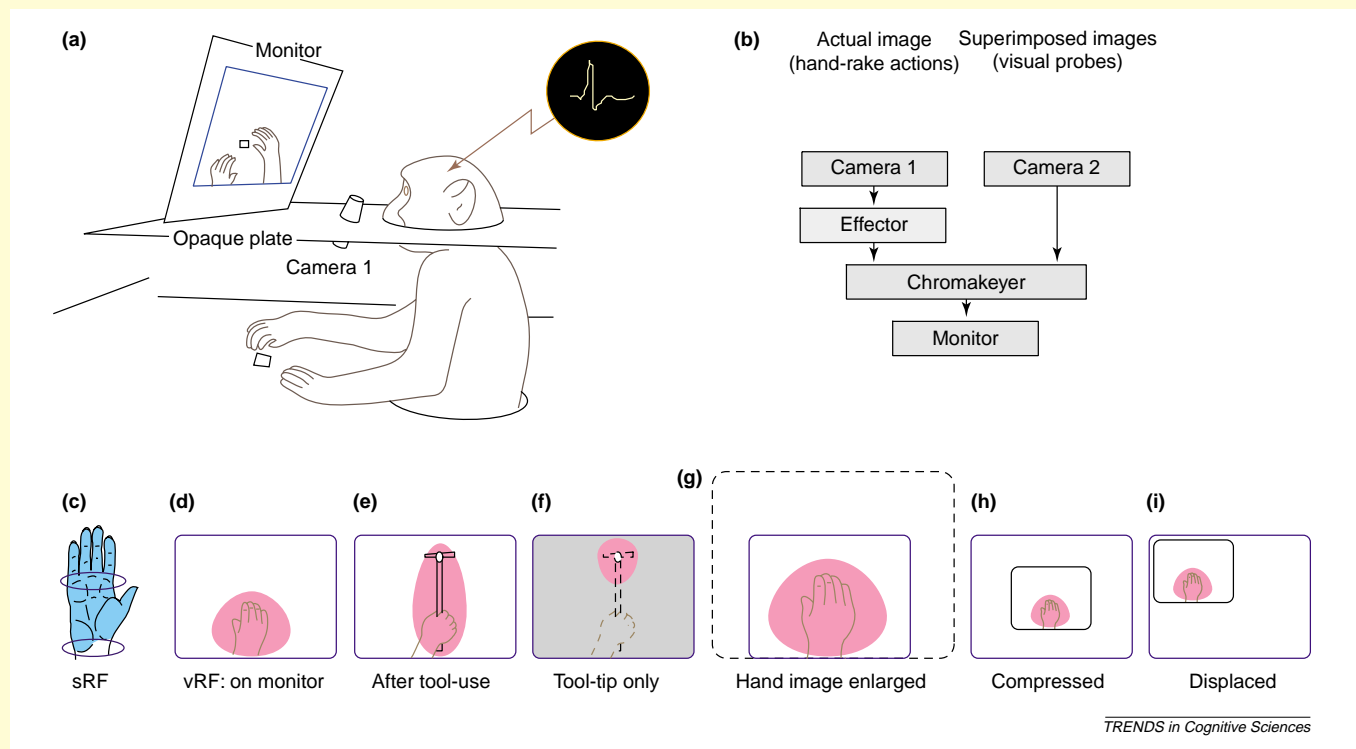 (a)
Monitor
Opaque plate
Camera 1
(b)
Actual image
(hand-rake actions)
Superimposed images
(visual probes)
Camera 1
Camera 2
Effector
Chromakeyer
Monitor
(c)
sRF
(d)
vRF: on monitor
(e)
After tool-use
(f)
Tool-tip only
(g)
Hand image enlarged
(h)
Compressed
(i)
Displaced
TRENDS in Cognitive Sciences